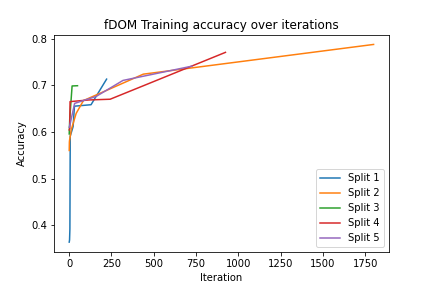 fDOM Training accuracy over iterations
0.8
0.7
0.6
0.5
0.4
Accuracy
0
250
500
750
1000
1250
1500
1750
Iteration
Split 1
Split 2
Split 3
Split 4
Split 5